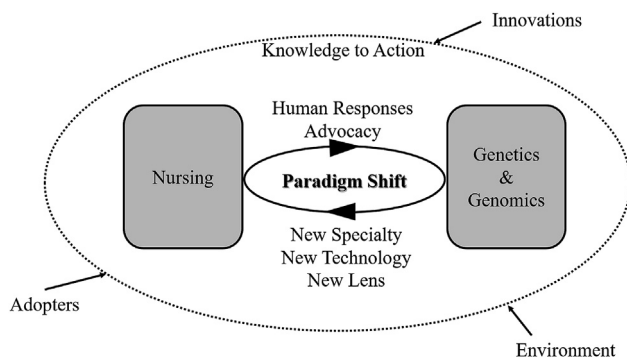 Innovations
Knowledge to Action
Human Responses
Advocacy
Nursing
Paradigm Shift
Genetics
&
Genomics
New Specialty
New Technology
New Lens
Adopters
Environment